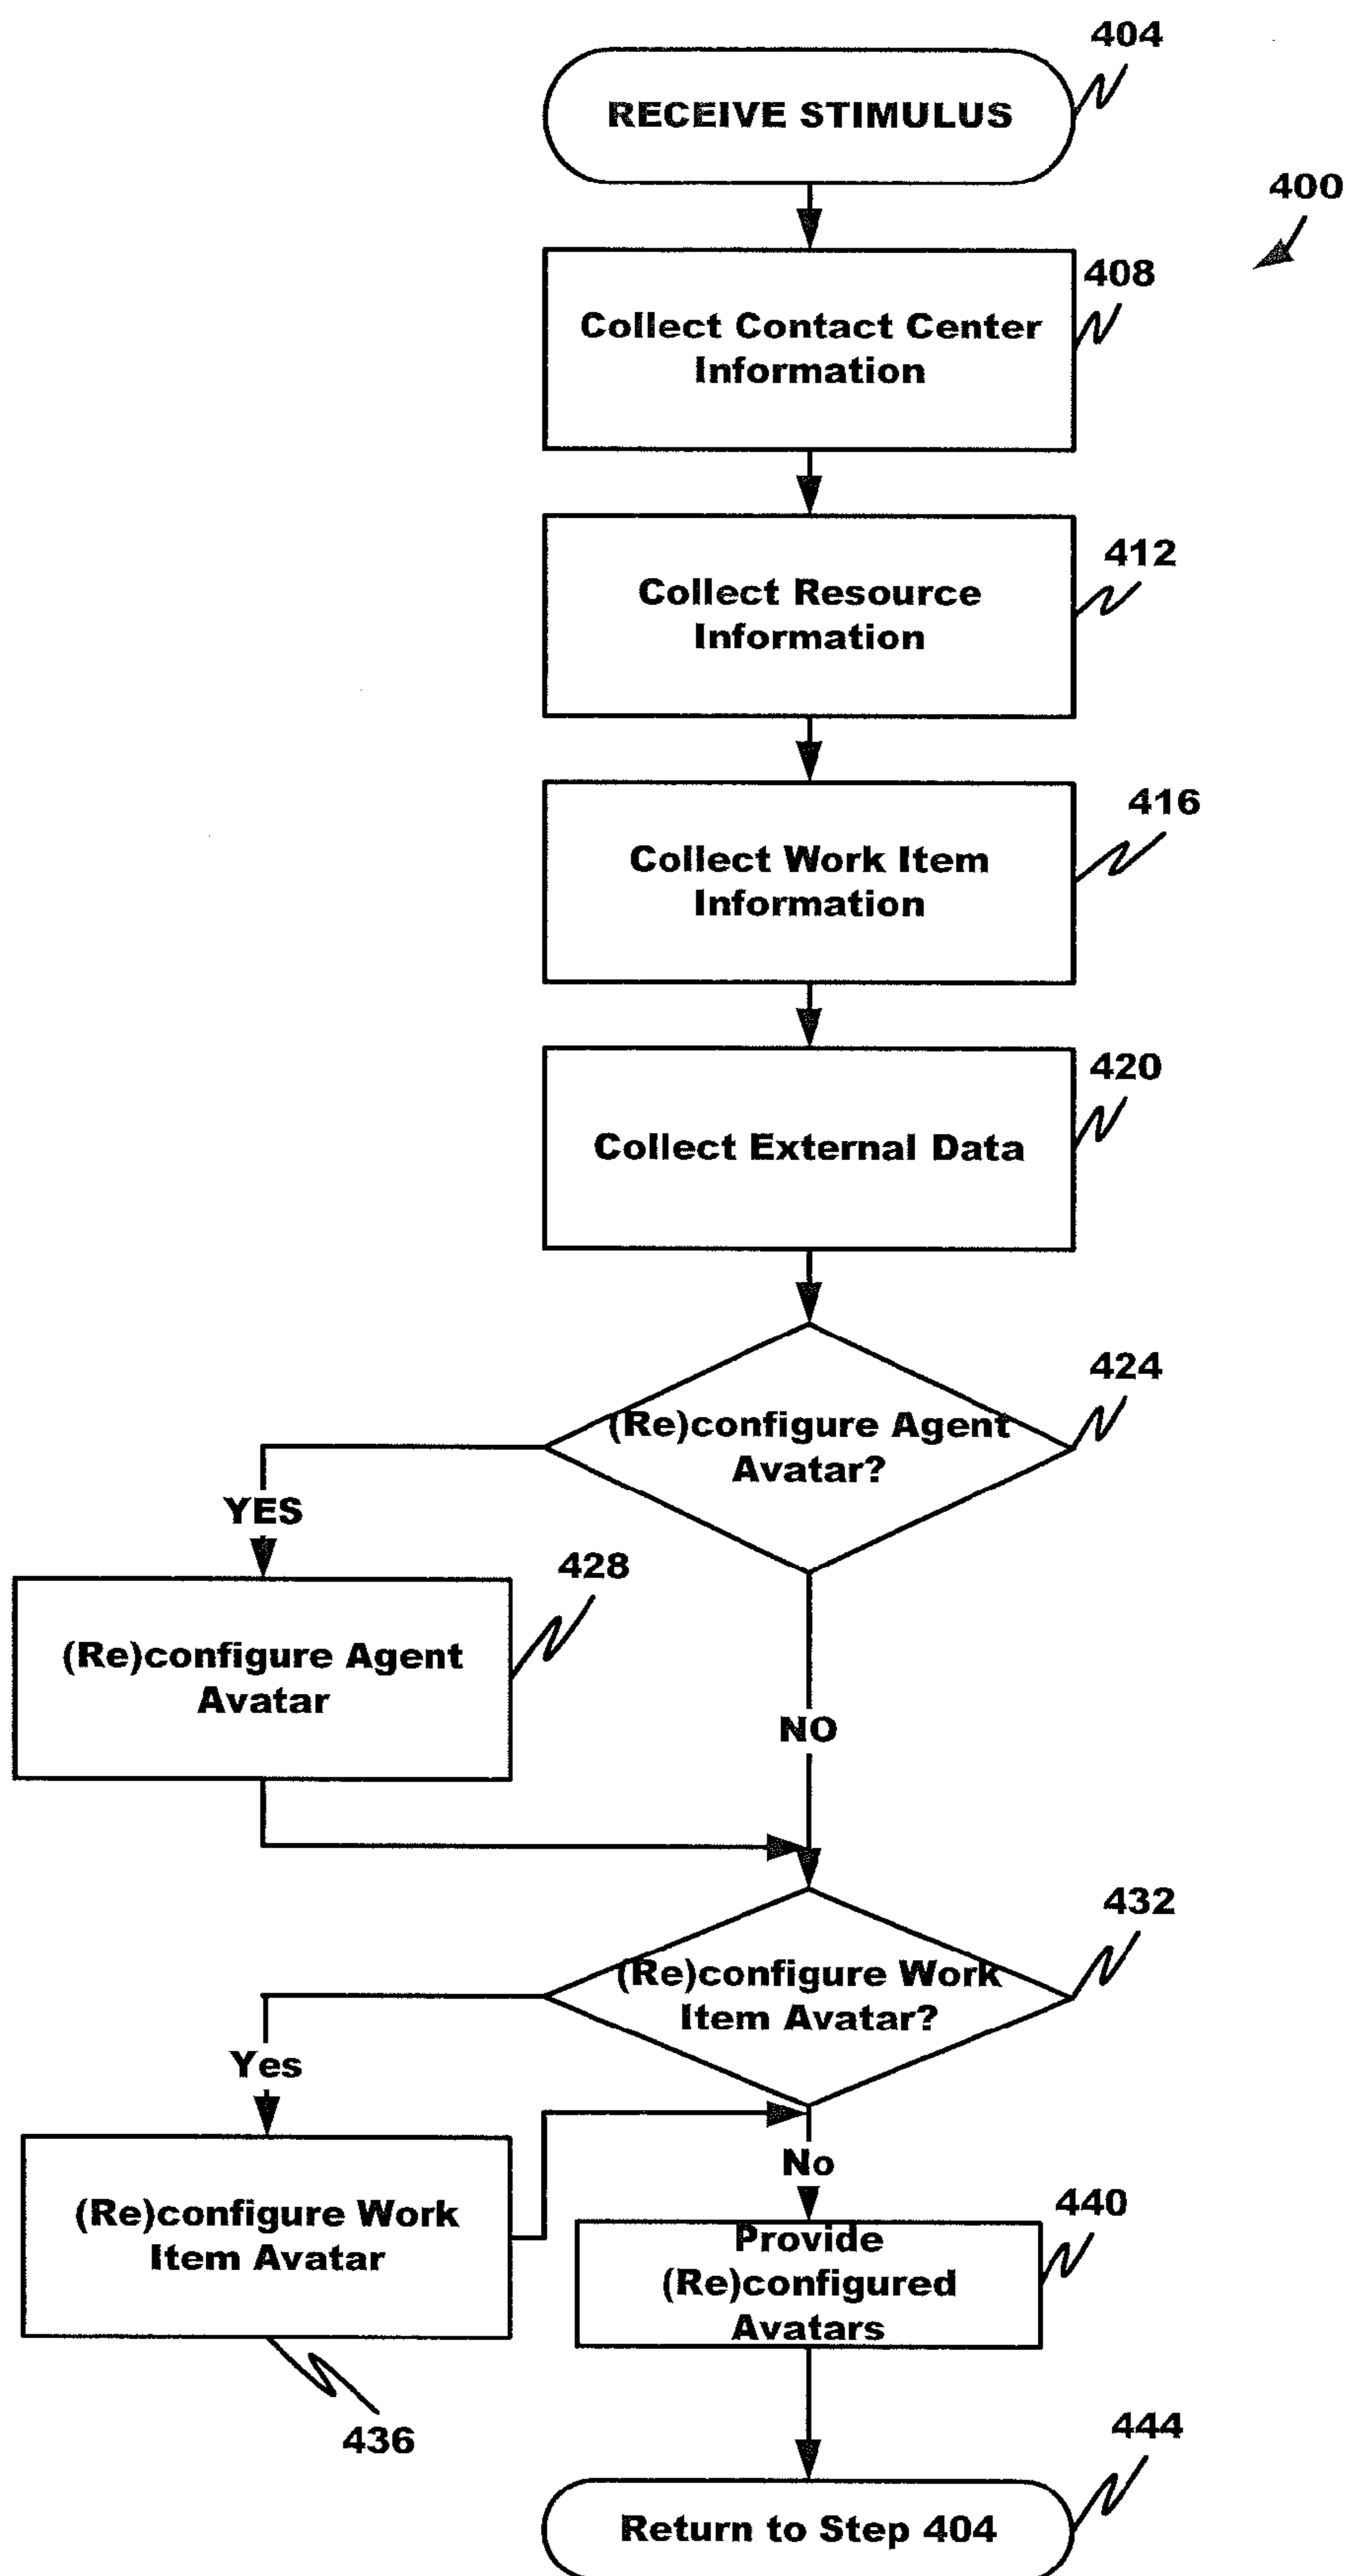 404
RECEIVE STIMULUS
400
408
Collect Contact Center
Information
412
Collect Resource
Information
416
Collect Work Item
Information
420
Collect External Data
424
(Re)configure Agent
Avatar?
YES
428
(Re)configure Agent
Avatar
NO
432
(Re)configure Work
Item Avatar?
Yes
No
(Re)configure Work
Item Avatar
436
440
Provide
(Re)configured
Avatars
444
Return to Step 404